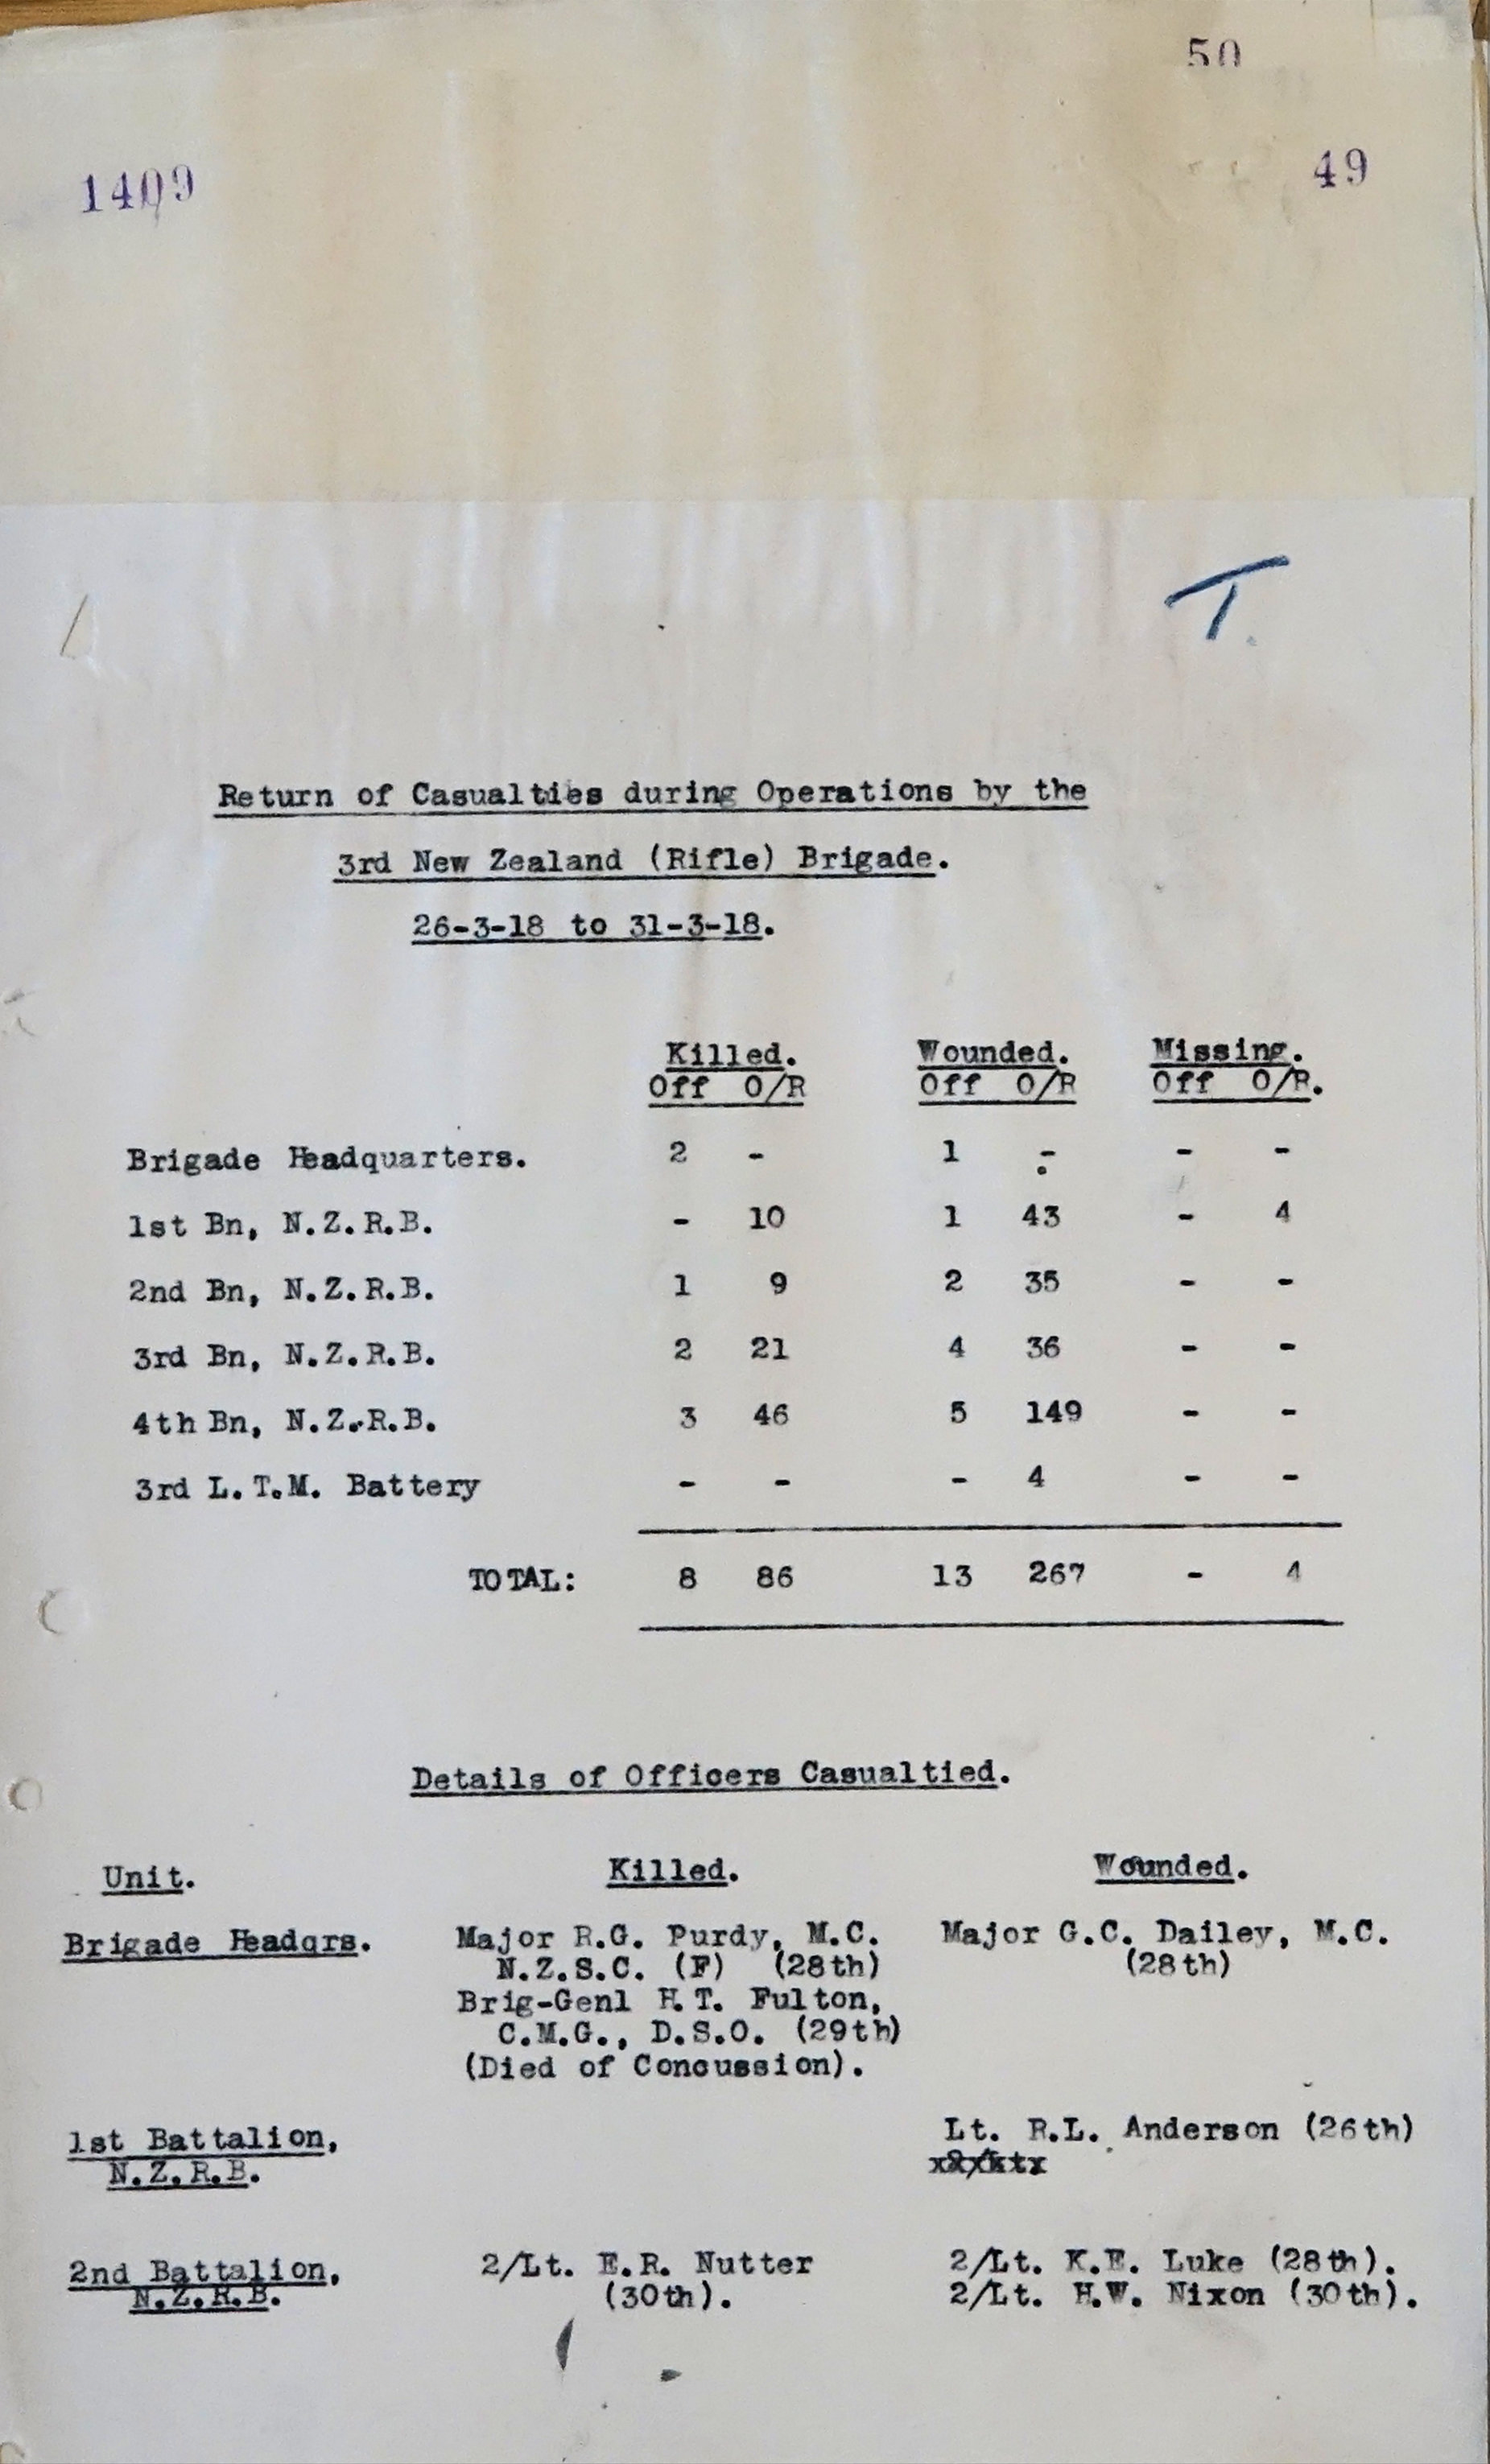 50
1409
49
T.
Return of Casualties during Operations by the
3rd New Zealand (Rifle) Brigade.
26-3-18 to 31-3-18.
Killed. Wounded. Missing.
Off O/R Off O/R Off O/R.
Brigade Headquarters. 2 - 1 - - -
1st Bn, N.Z.R.B. - 10 1 43 - 4
2nd Bn, N.Z.R.B. 1 9 2 35 - -
3rd Bn, N.Z.R.B. 2 21 4 36 - -
4th Bn, N.Z.R.B. 3 46 5 149 - -
3rd L.T.M. Battery - - - 4 - -
TOTAL: 8 86 13 267 - 4
Details of Officers Casualtied.
Unit. Killed. Wounded.
Brigade Headqrs. Major R.G. Purdy, M.C. Major G.C. Dailey, M.C.
N.Z.S.C. (F) (28th) (28th)
Brig-Genl H.T. Fulton,
C.M.G., D.S.O. (29th)
(Died of Concussion).
1st Battalion, Lt. R.L. Anderson (26th)
N.Z.R.B.
2nd Battalion, 2/Lt. E.R. Nutter 2/Lt. K.E. Luke (28th).
N.Z.R.B. (30th). 2/Lt. H.W. Nixon (30th).